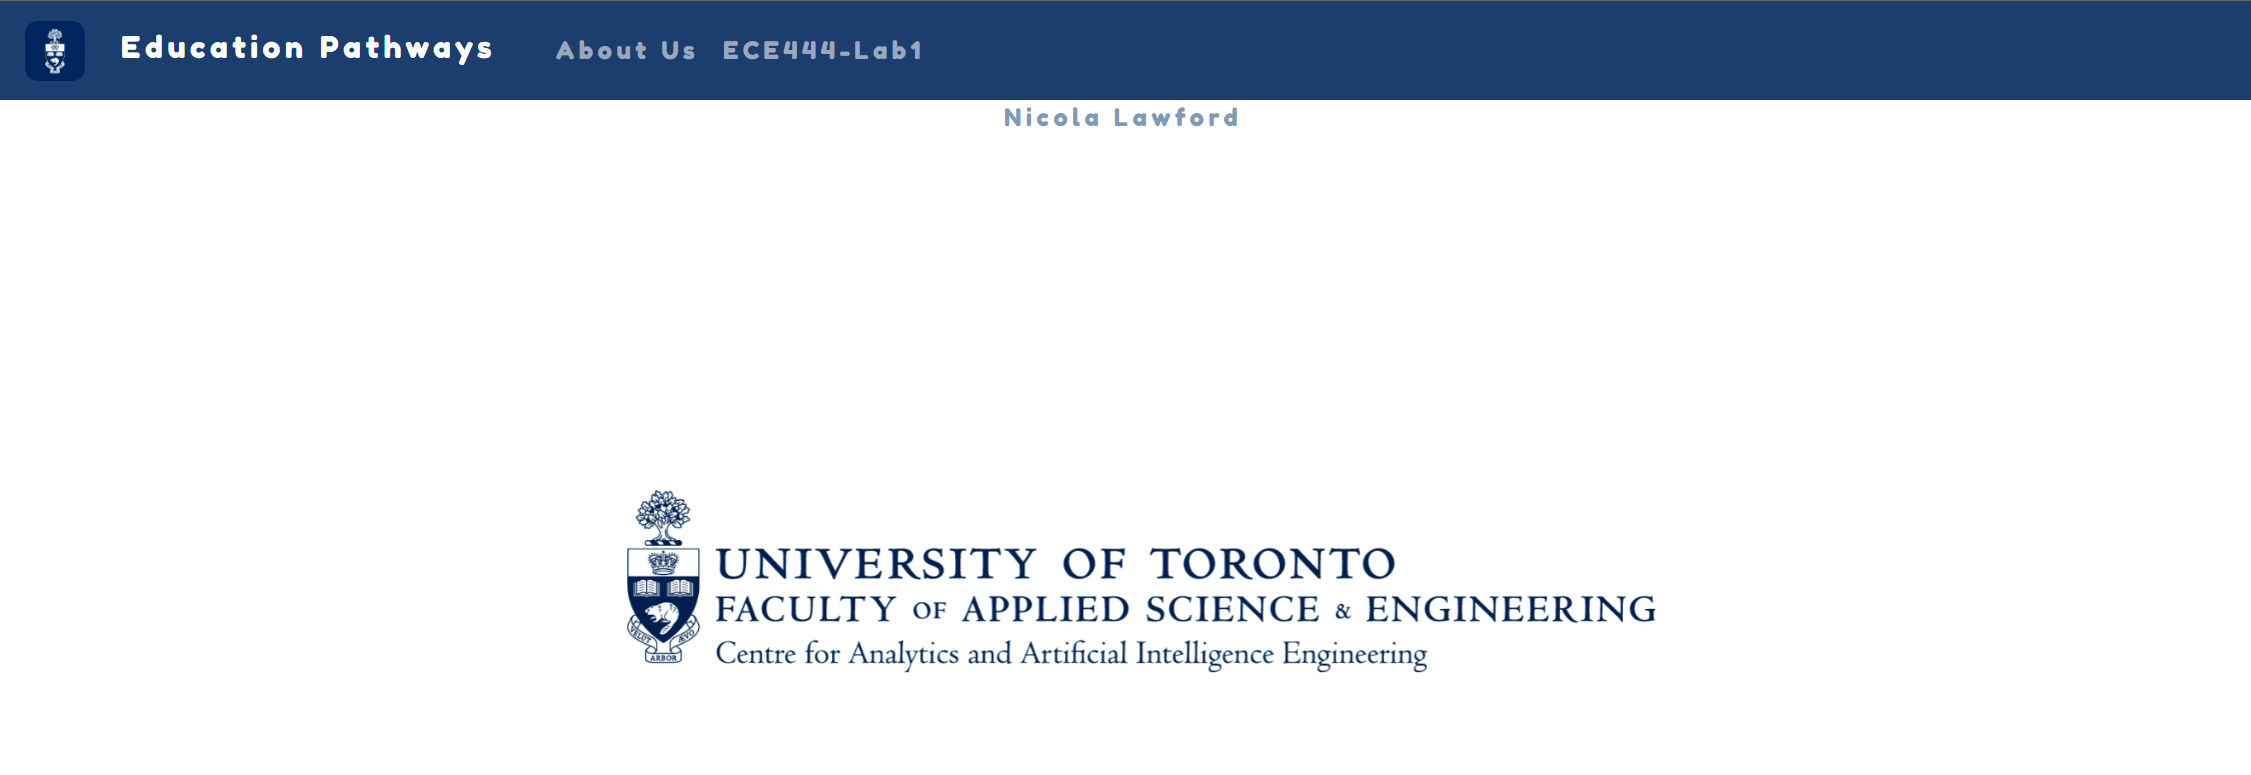 Education Pathways About Us ECE444-Lab1
Nicola Lawford
UNIVERSITY OF TORONTO
FACULTY OF APPLIED SCIENCE & ENGINEERING
Centre for Analytics and Artificial Intelligence Engineering
VELUT ARBOR ÆVO